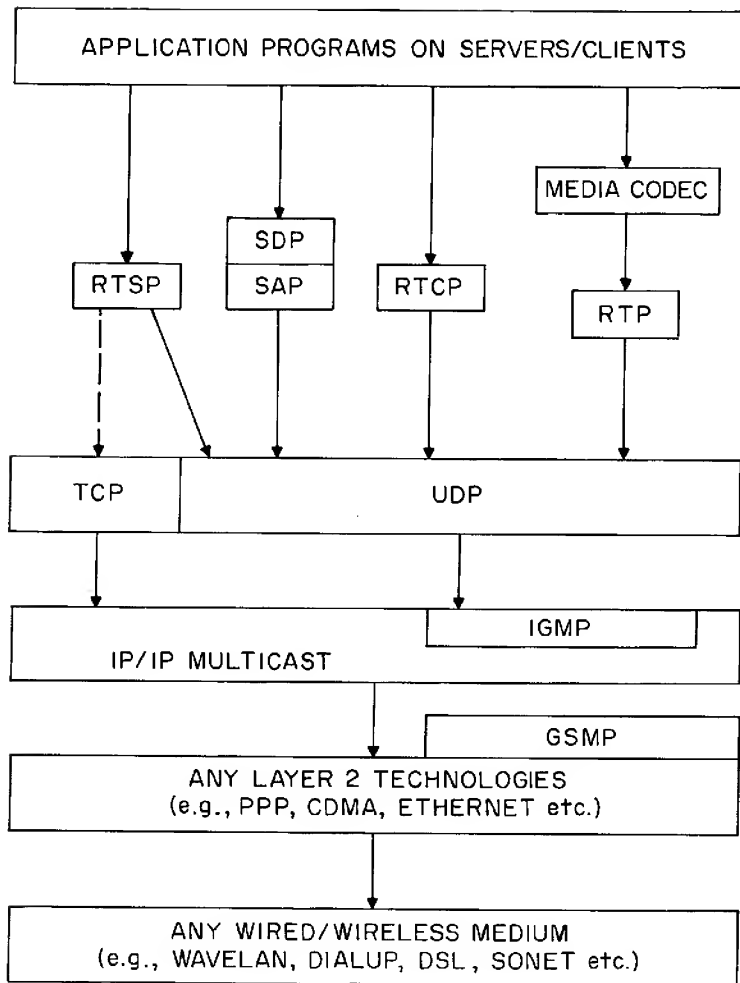 APPLICATION PROGRAMS ON SERVERS/CLIENTS
MEDIA CODEC
SDP
RTSP
SAP
RTCP
RTP
TCP
UDP
IGMP
IP/IP MULTICAST
GSMP
ANY LAYER 2 TECHNOLOGIES
(e.g., PPP, CDMA, ETHERNET etc.)
ANY WIRED/WIRELESS MEDIUM
(e.g., WAVELAN, DIALUP, DSL, SONET etc.)